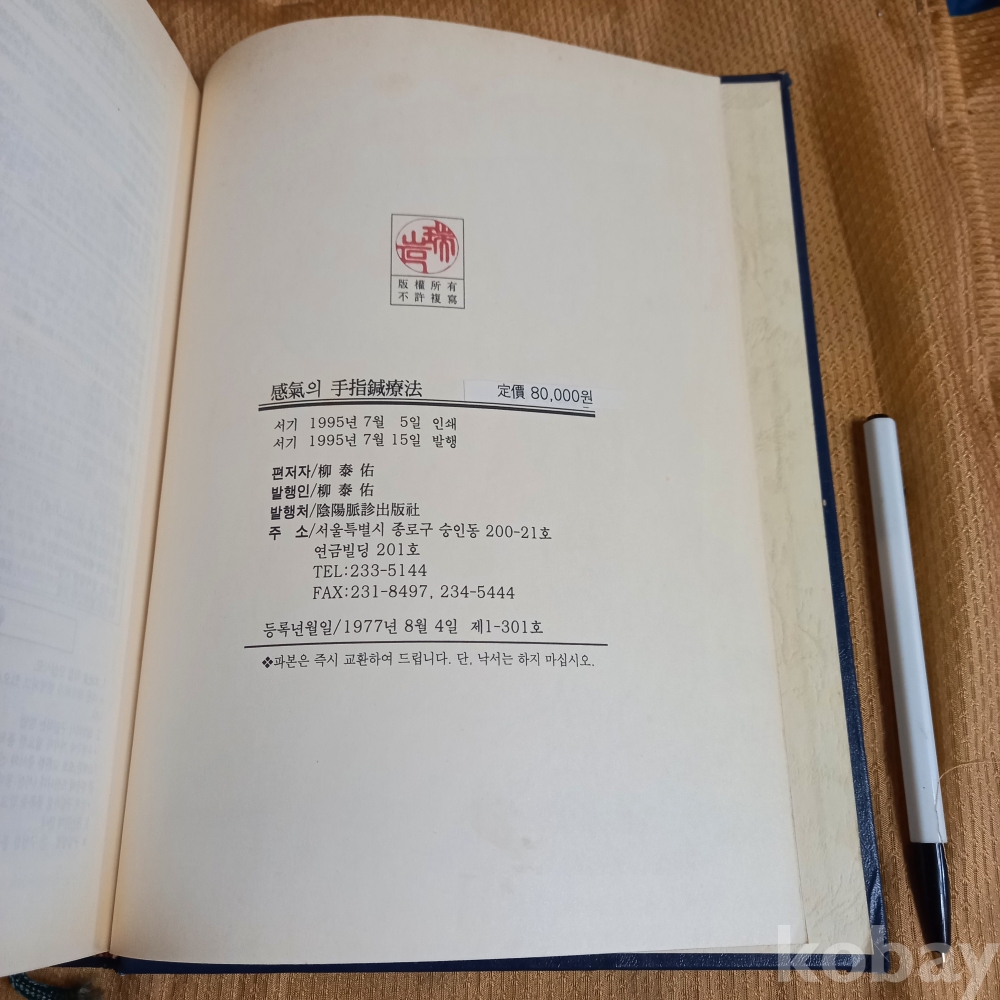 瑞岩
版權所有
不許複寫
感氣의 手指鍼療法 定價 80,000원
서기 1995년 7월 5일 인쇄
서기 1995년 7월 15일 발행
편저자/柳泰佑
발행인/柳泰佑
발행처/陰陽脈診出版社
주 소/서울특별시 종로구 숭인동 200-21호
연금빌딩 201호
TEL:233-5144
FAX:231-8497, 234-5444
등록년월일/1977년 8월 4일 제1-301호
❖파본은 즉시 교환하여 드립니다. 단, 낙서는 하지 마십시오.
kobay